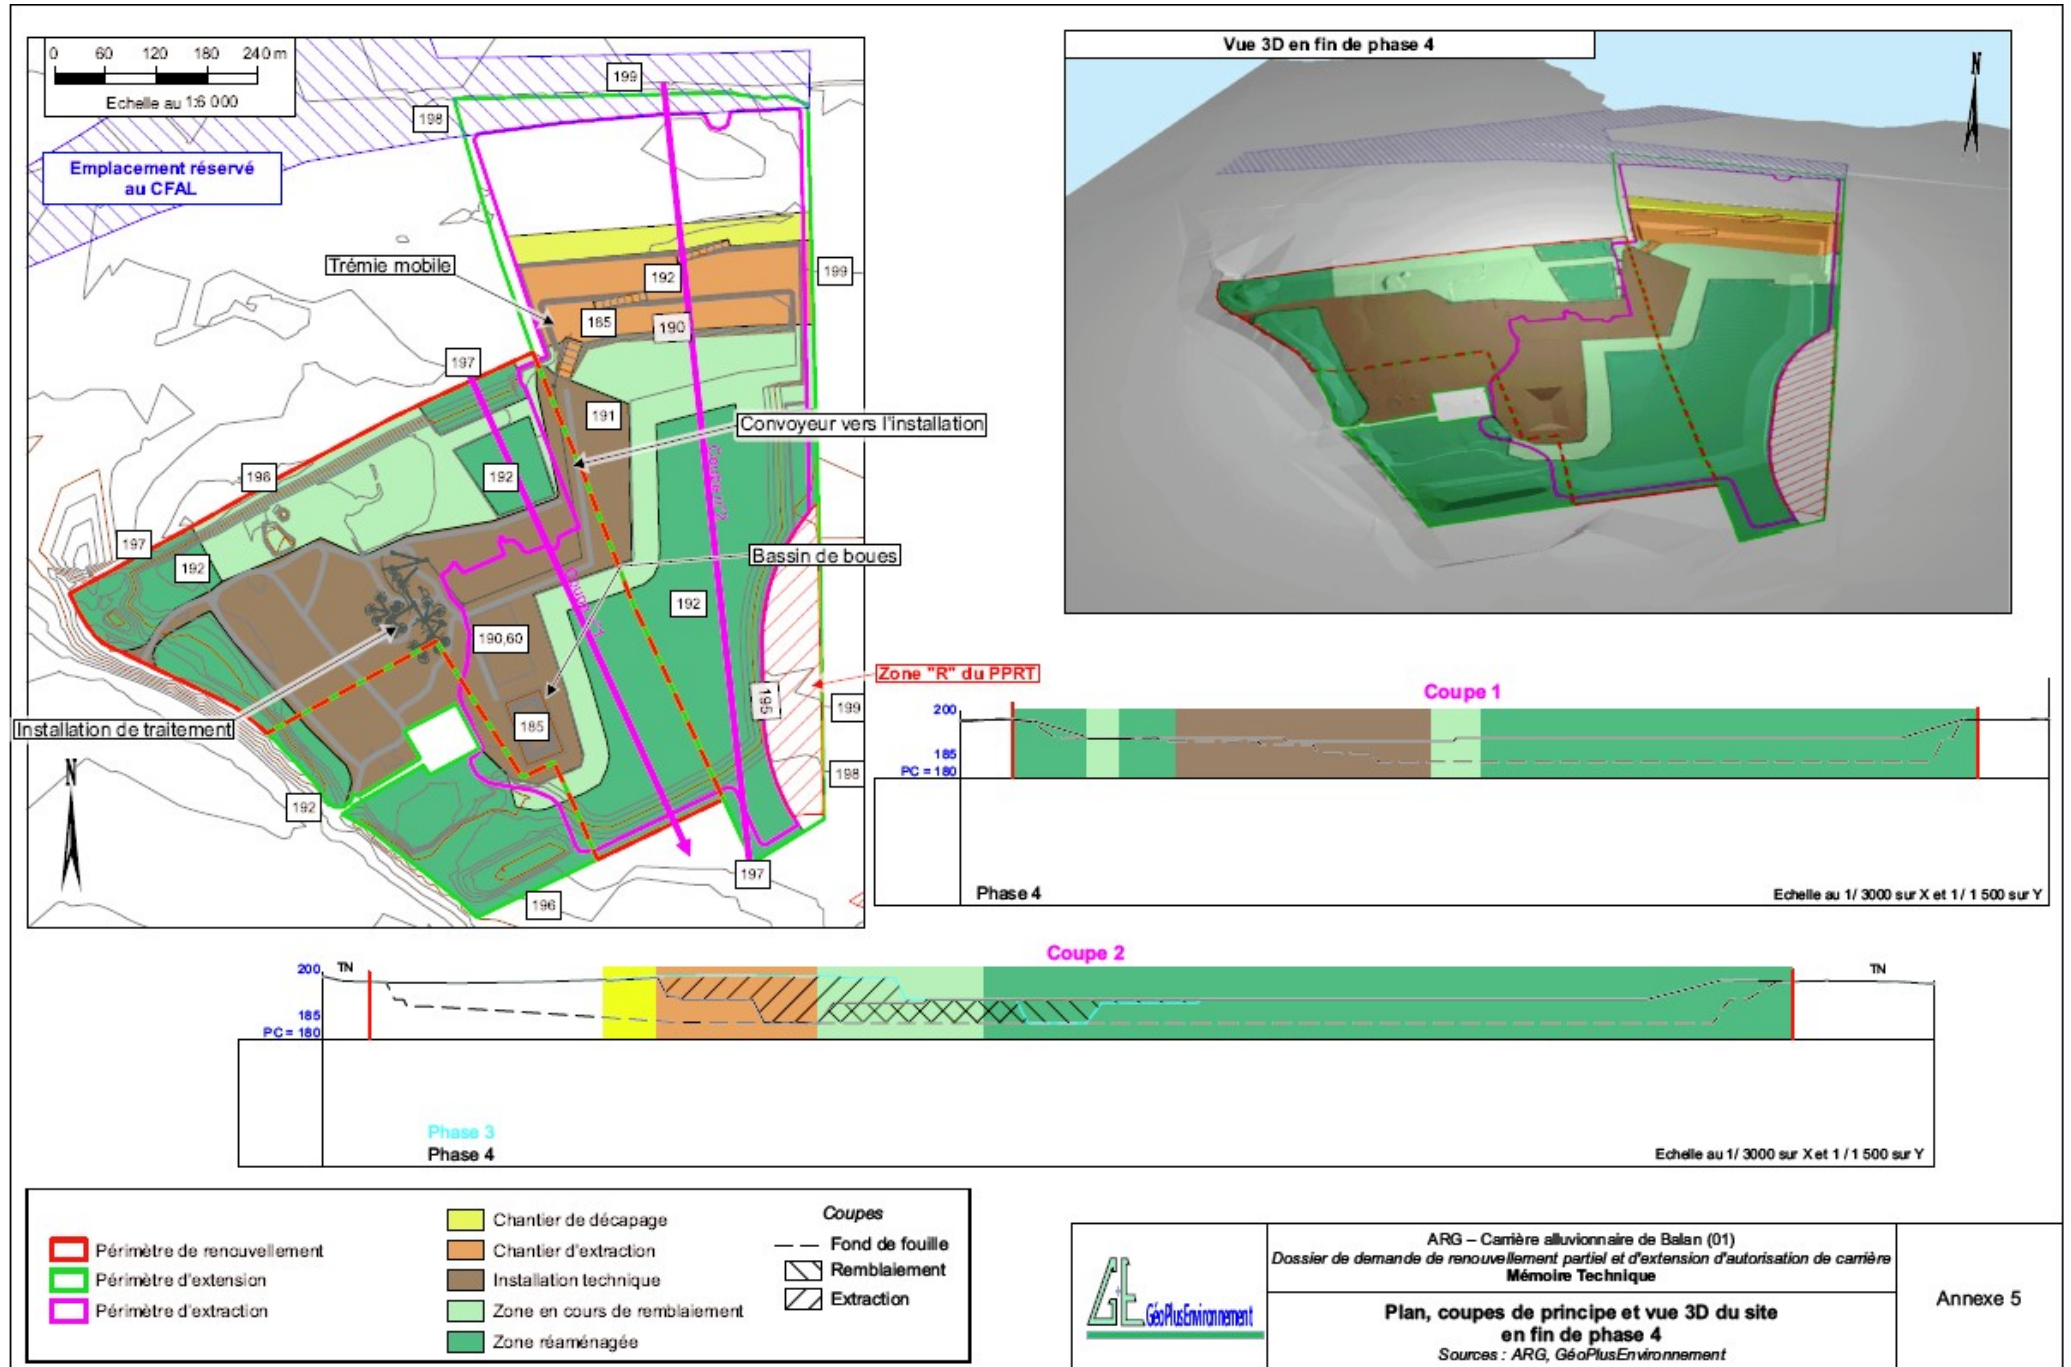 0 60 120 180 240 m
Echelle au 1:6 000
199
198
Emplacement réservé
au CFAL
Trémie mobile
192
199
185
190
197
191
Convoyeur vers l'installation
Coupe 2
198
192
197
192
Bassin de boues
Coupe 1
192
190,60
Zone "R" du PPRT
195
199
185
Installation de traitement
N
198
192
197
196
Vue 3D en fin de phase 4
N
Coupe 1
200
185
PC = 180
Phase 4
Echelle au 1/ 3000 sur X et 1/ 1 500 sur Y
Coupe 2
200
TN
TN
185
PC = 180
Phase 3
Phase 4
Echelle au 1/ 3000 sur X et 1 / 1 500 sur Y
Périmètre de renouvellement
Périmètre d'extension
Périmètre d'extraction
Chantier de décapage
Chantier d'extraction
Installation technique
Zone en cours de remblaiement
Zone réaménagée
Coupes
Fond de fouille
Remblaiement
Extraction
GéoPlusEnvironnement
ARG – Carrière alluvionnaire de Balan (01)
Dossier de demande de renouvellement partiel et d'extension d'autorisation de carrière
Mémoire Technique
Plan, coupes de principe et vue 3D du site
en fin de phase 4
Sources : ARG, GéoPlusEnvironnement
Annexe 5